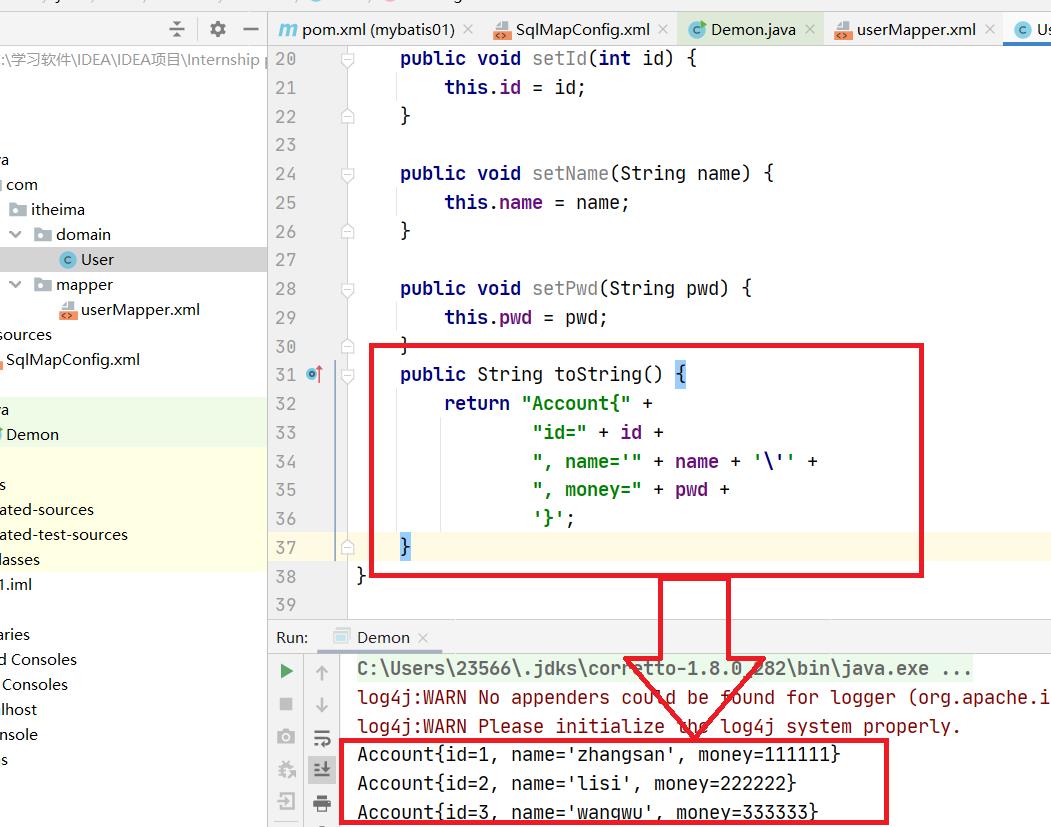 pom.xml (mybatis01)
SqlMapConfig.xml
Demon.java
userMapper.xml
:\学习软件\IDEA\IDEA项目\Internship
com
itheima
domain
User
mapper
userMapper.xml
sources
SqlMapConfig.xml
Demon
ated-sources
ated-test-sources
lasses
1.iml
aries
d Consoles
Consoles
lhost
nsole
20 public void setId(int id) {
21 this.id = id;
22 }
23
24 public void setName(String name) {
25 this.name = name;
26 }
27
28 public void setPwd(String pwd) {
29 this.pwd = pwd;
30 }
31 public String toString() {
32 return "Account{" +
33 "id=" + id +
34 ", name='" + name + '\'' +
35 ", money=" + pwd +
36 '}';
37 }
38 }
39
Run: Demon
C:\Users\23566\.jdks\corretto-1.8.0_282\bin\java.exe ...
log4j:WARN No appenders could be found for logger (org.apache.i
log4j:WARN Please initialize the log4j system properly.
Account{id=1, name='zhangsan', money=111111}
Account{id=2, name='lisi', money=222222}
Account{id=3, name='wangwu', money=333333}